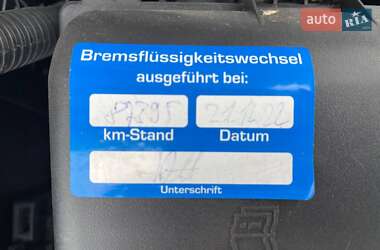 auto RIA
Bremsflüssigkeitswechsel
ausgeführt bei:
km-Stand Datum
Unterschrift